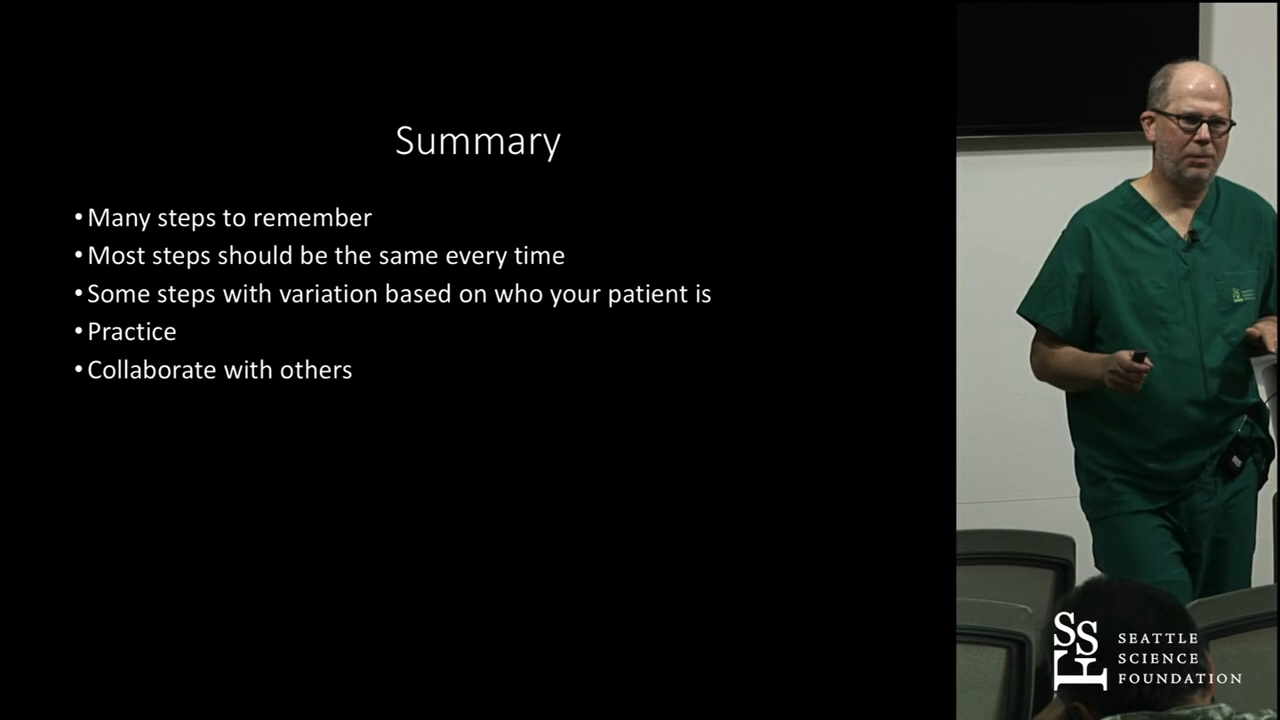 Summary
• Many steps to remember
• Most steps should be the same every time
• Some steps with variation based on who your patient is
• Practice
• Collaborate with others
SSF
SEATTLE
SCIENCE
FOUNDATION